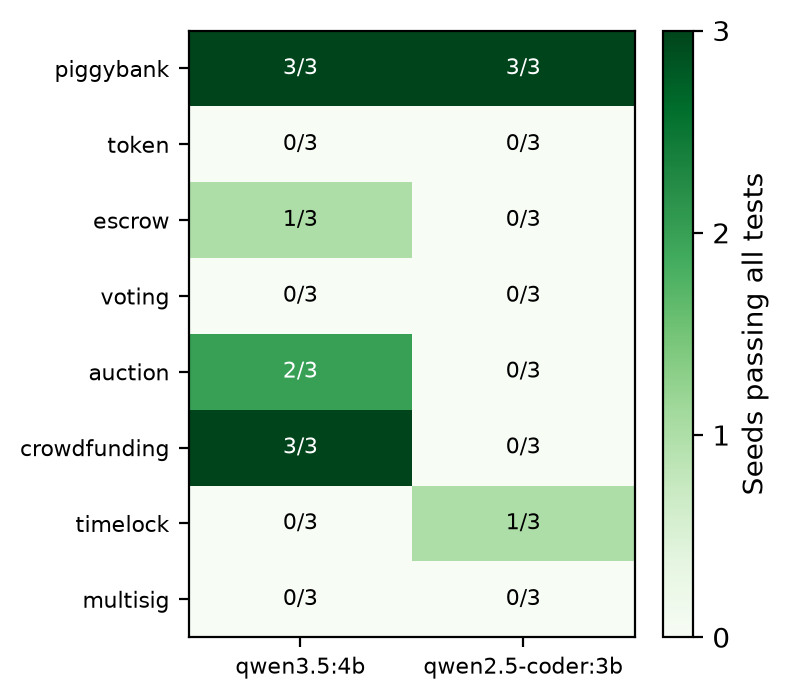 piggybank 3/3 3/3
token 0/3 0/3
escrow 1/3 0/3
voting 0/3 0/3
auction 2/3 0/3
crowdfunding 3/3 0/3
timelock 0/3 1/3
multisig 0/3 0/3
qwen3.5:4b qwen2.5-coder:3b
3
2
1
0
Seeds passing all tests